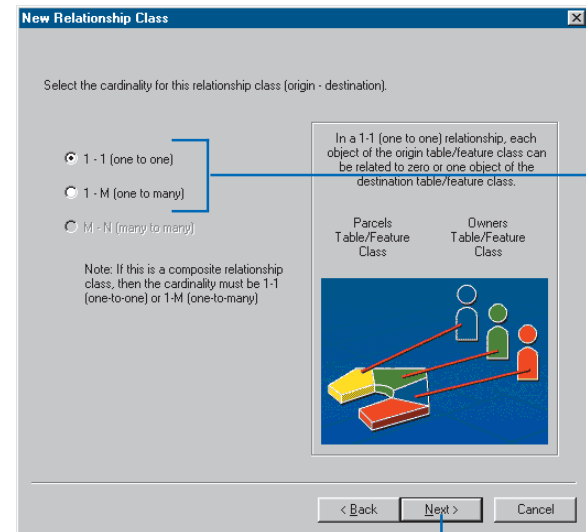 New Relationship Class
Select the cardinality for this relationship class (origin - destination).
1 - 1 (one to one)
1 - M (one to many)
M - N (many to many)
Note: If this is a composite relationship
class, then the cardinality must be 1-1
(one-to-one) or 1-M (one-to-many)
In a 1-1 (one to one) relationship, each
object of the origin table/feature class can
be related to zero or one object of the
destination table/feature class.
Parcels
Table/Feature
Class
Owners
Table/Feature
Class
< Back
Next >
Cancel